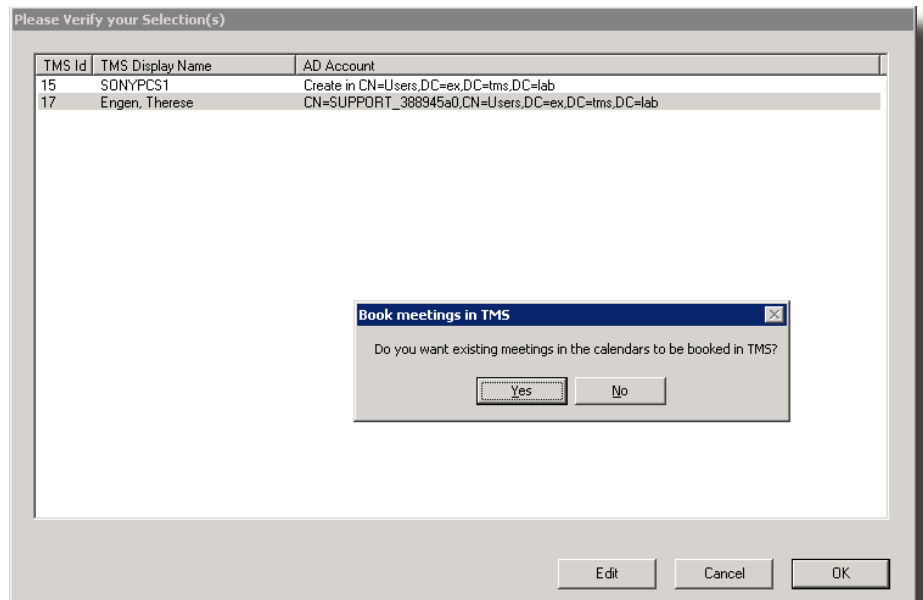 Please Verify your Selection(s)
TMS Id TMS Display Name AD Account
15 SONYPCS1 Create in CN=Users,DC=ex,DC=tms,DC=lab
17 Engen, Therese CN=SUPPORT_388945a0,CN=Users,DC=ex,DC=tms,DC=lab
Book meetings in TMS
Do you want existing meetings in the calendars to be booked in TMS?
Yes No
Edit Cancel OK